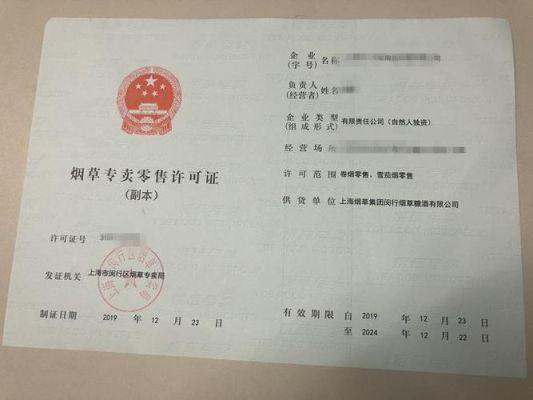 烟草专卖零售许可证
(副本)
许可证号
发证机关 上海市闵行区烟草专卖局
制证日期 2019 年 12 月 23 日
企业(字号)名称
负责人(经营者)姓名
企业类型(组成形式) 有限责任公司(自然人独资)
经营场所
许可范围 卷烟零售、雪茄烟零售
供货单位 上海烟草集团闵行烟草糖酒有限公司
有效期限 自 2019 年 12 月 23 日
至 2024 年 12 月 22 日